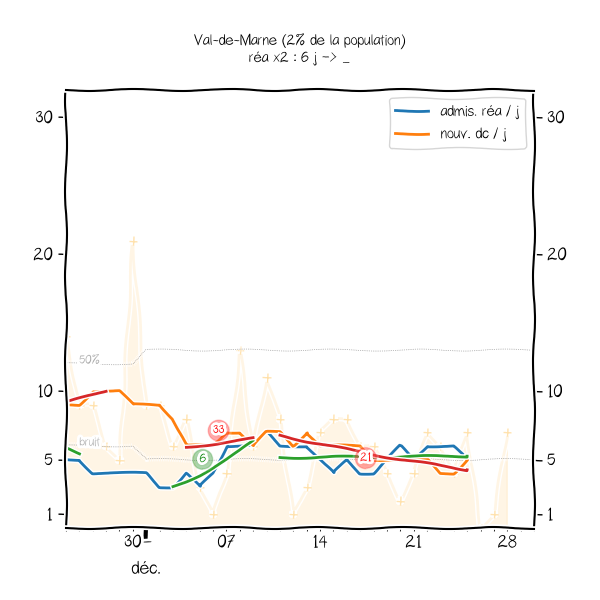 Val-de-Marne (2% de la population)
réa x2 : 6 j -> _
admis. réa / j
nouv. dc / j
30 30
20 20
50%
10 10
33
bruit
6
21
5 5
1 1
30 07 14 21 28
déc.